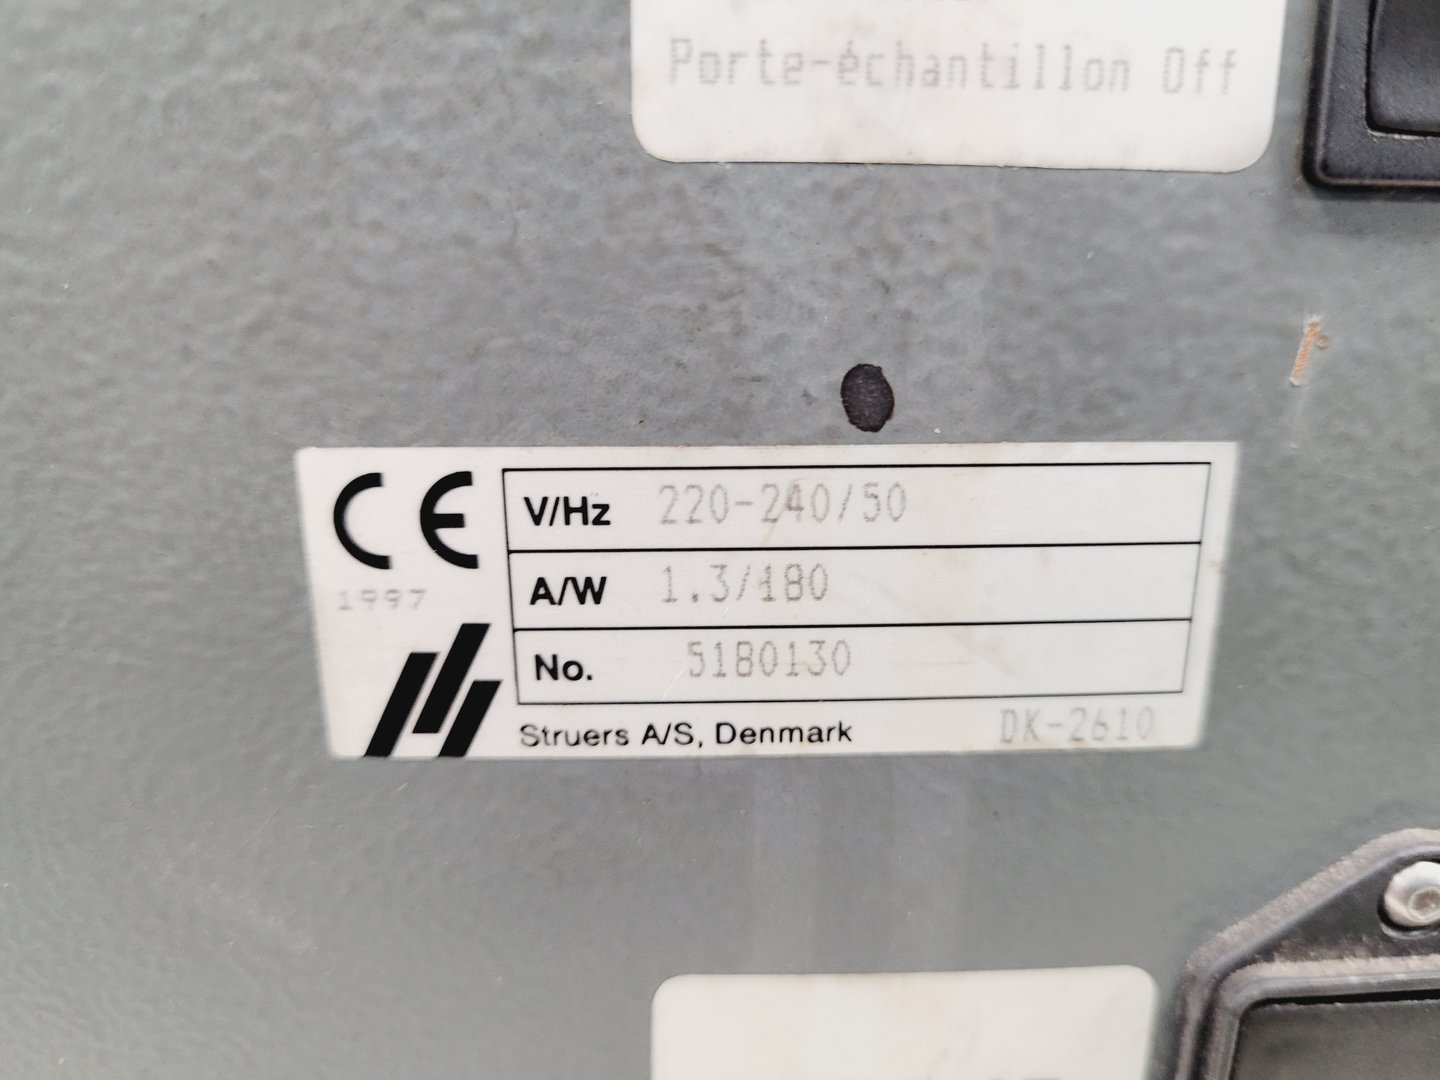 Porte-échantillon Off
CE
1997
V/Hz 220-240/50
A/W 1.3/180
No. 5180130
Struers A/S, Denmark DK-2610